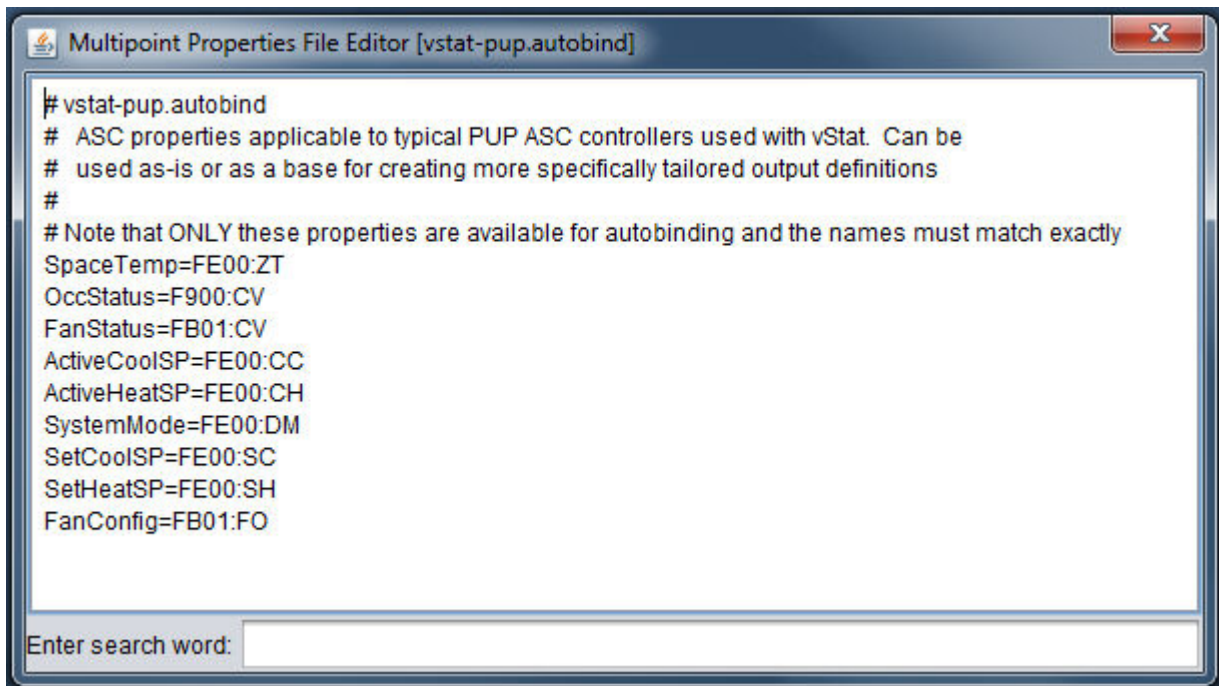 Multipoint Properties File Editor [vstat-pup.autobind]
# vstat-pup.autobind
#   ASC properties applicable to typical PUP ASC controllers used with vStat.  Can be
#   used as-is or as a base for creating more specifically tailored output definitions
#
# Note that ONLY these properties are available for autobinding and the names must match exactly
SpaceTemp=FE00:ZT
OccStatus=F900:CV
FanStatus=FB01:CV
ActiveCoolSP=FE00:CC
ActiveHeatSP=FE00:CH
SystemMode=FE00:DM
SetCoolSP=FE00:SC
SetHeatSP=FE00:SH
FanConfig=FB01:FO
Enter search word: